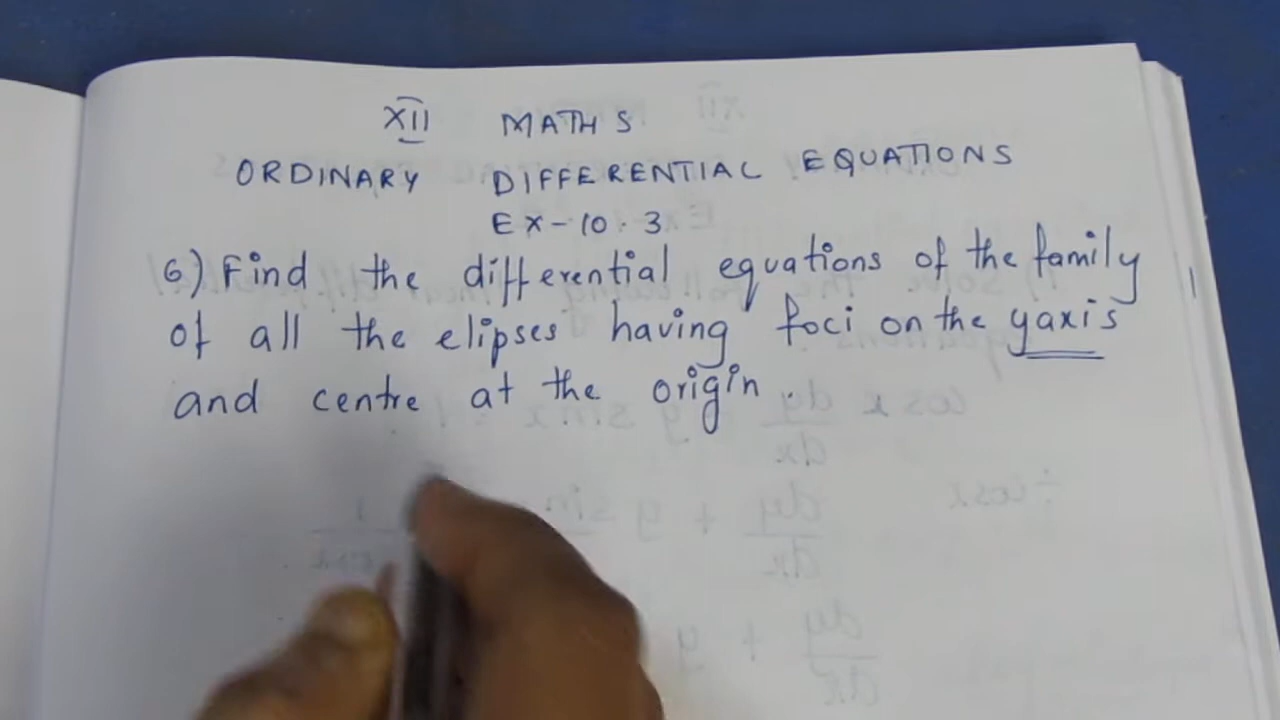 XII MATHS
ORDINARY DIFFERENTIAL EQUATIONS
EX-10.3
6) Find the differential equations of the family
of all the elipses having foci on the yaxis
and centre at the origin.